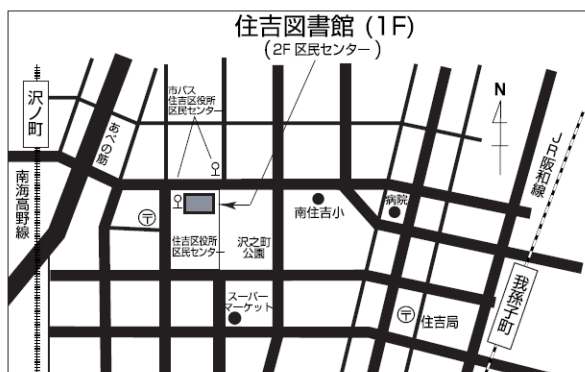 住吉図書館 (1F)
(2F 区民センター)
沢ノ町
市バス
住吉区役所
区民センター
あべの筋
N
JR阪和線
南海高野線
〒
住吉区役所
区民センター
沢之町
公園
南住吉小
病院
我孫子町
スーパー
マーケット
〒
住吉局